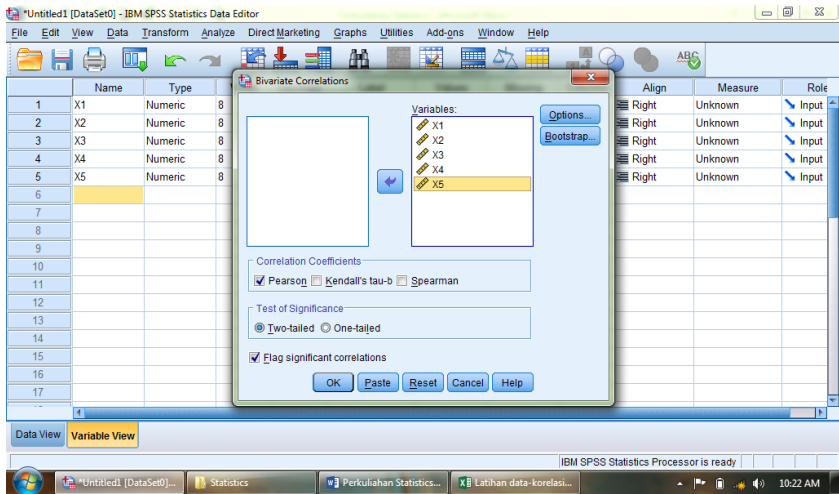 *Untitled1 [DataSet0] - IBM SPSS Statistics Data Editor
File Edit View Data Transform Analyze Direct Marketing Graphs Utilities Add-ons Window Help
Name Type Align Measure Role
1 X1 Numeric 8 Right Unknown Input
2 X2 Numeric 8 Right Unknown Input
3 X3 Numeric 8 Right Unknown Input
4 X4 Numeric 8 Right Unknown Input
5 X5 Numeric 8 Right Unknown Input
6
7
8
9
10
11
12
13
14
15
16
17
Bivariate Correlations
Variables:
X1
X2
X3
X4
X5
Options...
Bootstrap...
Correlation Coefficients
Pearson Kendall's tau-b Spearman
Test of Significance
Two-tailed One-tailed
Flag significant correlations
OK Paste Reset Cancel Help
Data View Variable View
IBM SPSS Statistics Processor is ready
*Untitled1 [DataSet0]... Statistics Perkuliahan Statistics... Latihan data-korelasi... 10:22 AM